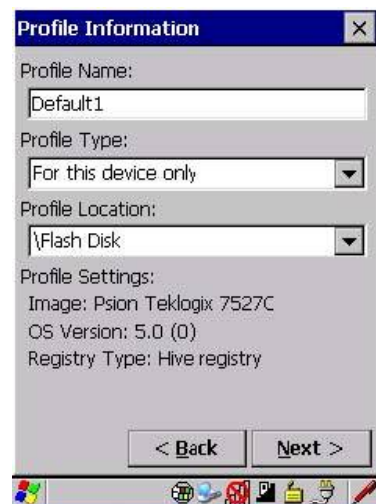 Profile Information
Profile Name:
Default1
Profile Type:
For this device only
Profile Location:
\Flash Disk
Profile Settings:
Image: Psion Teklogix 7527C
OS Version: 5.0 (0)
Registry Type: Hive registry
< Back
Next >